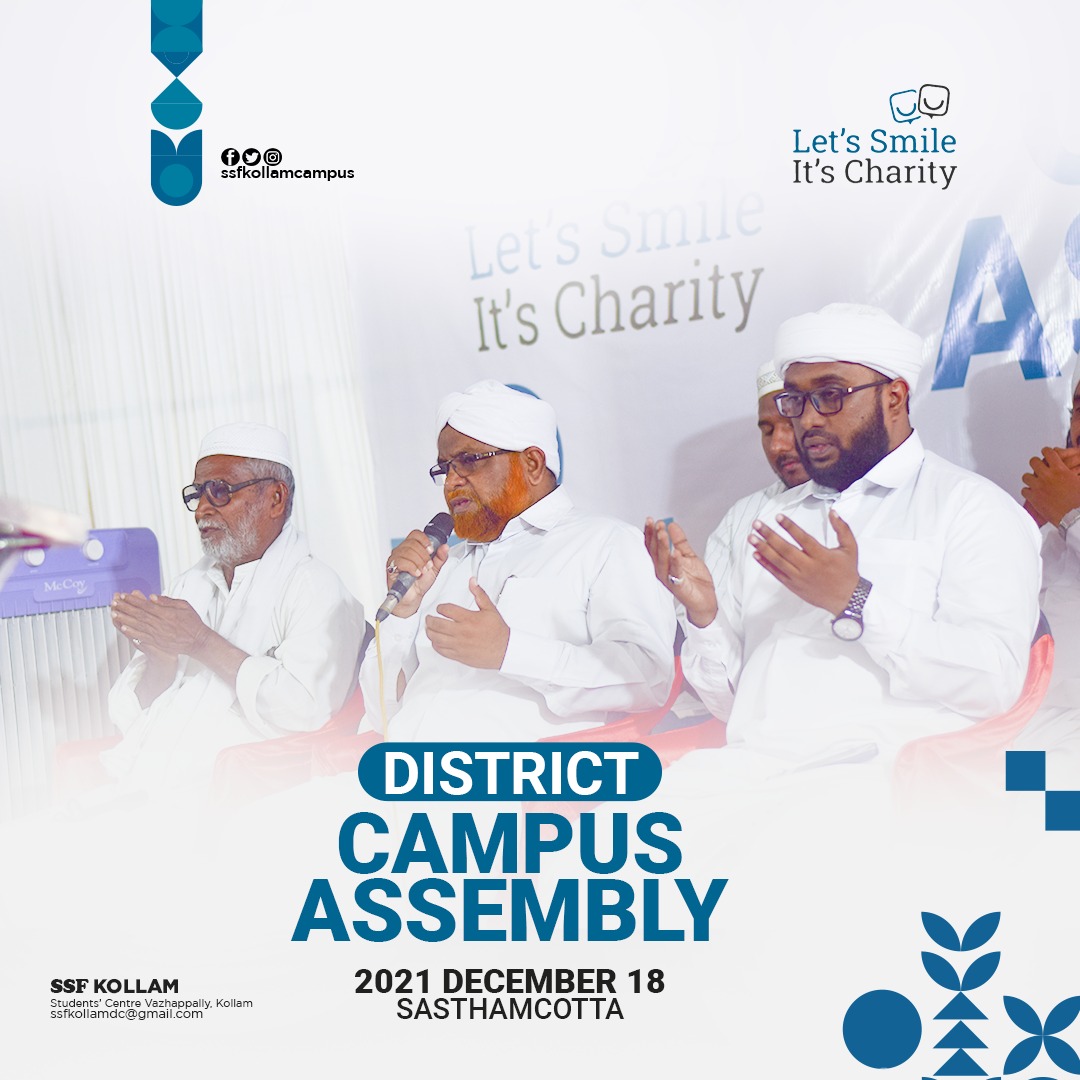 ssfkollamcampus
Let's Smile
It's Charity
Let's Smile
It's Charity
AS
McCoy
DISTRICT
CAMPUS
ASSEMBLY
2021 DECEMBER 18
SASTHAMCOTTA
SSF KOLLAM
Students' Centre Vazhappally, Kollam
ssfkollamdc@gmail.com